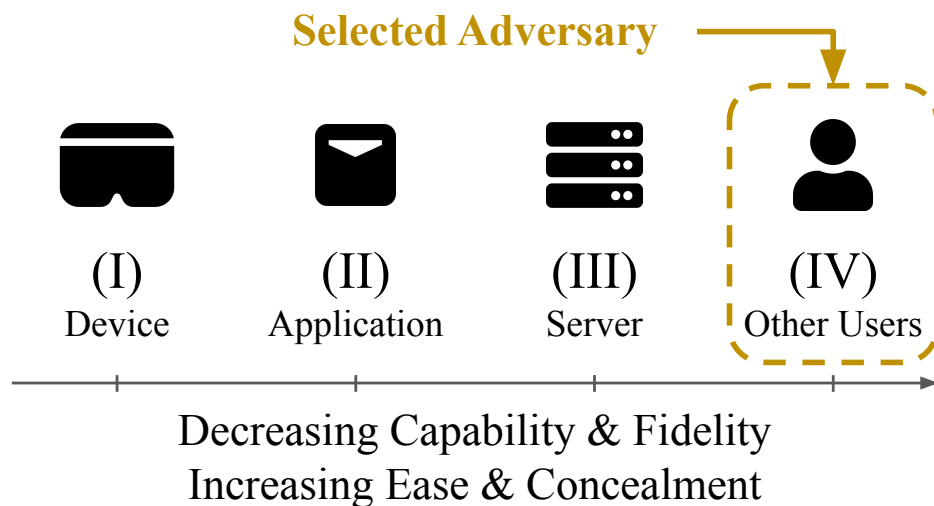 Selected Adversary
(I)
Device
(II)
Application
(III)
Server
(IV)
Other Users
Decreasing Capability & Fidelity
Increasing Ease & Concealment